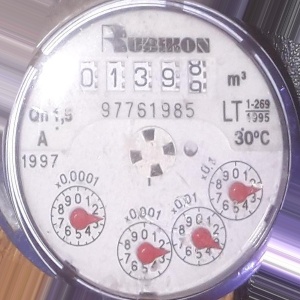 RUBIKON
0139 m³
97761985
Qn 1,5
LT 1-269
1995
A
30°C
1997
x0,0001
x0,001
x0,01
x0,1